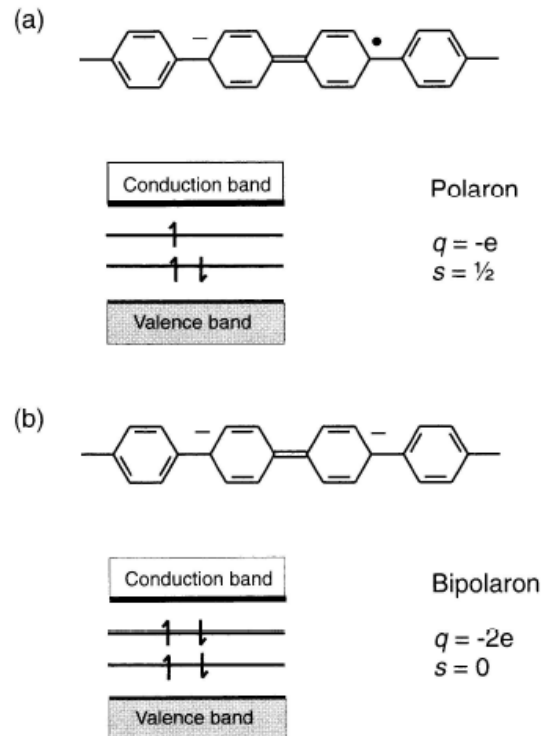 (a)
−
•
Conduction band
Polaron
q = -e
s = ½
Valence band
(b)
− −
Conduction band
Bipolaron
q = -2e
s = 0
Valence band